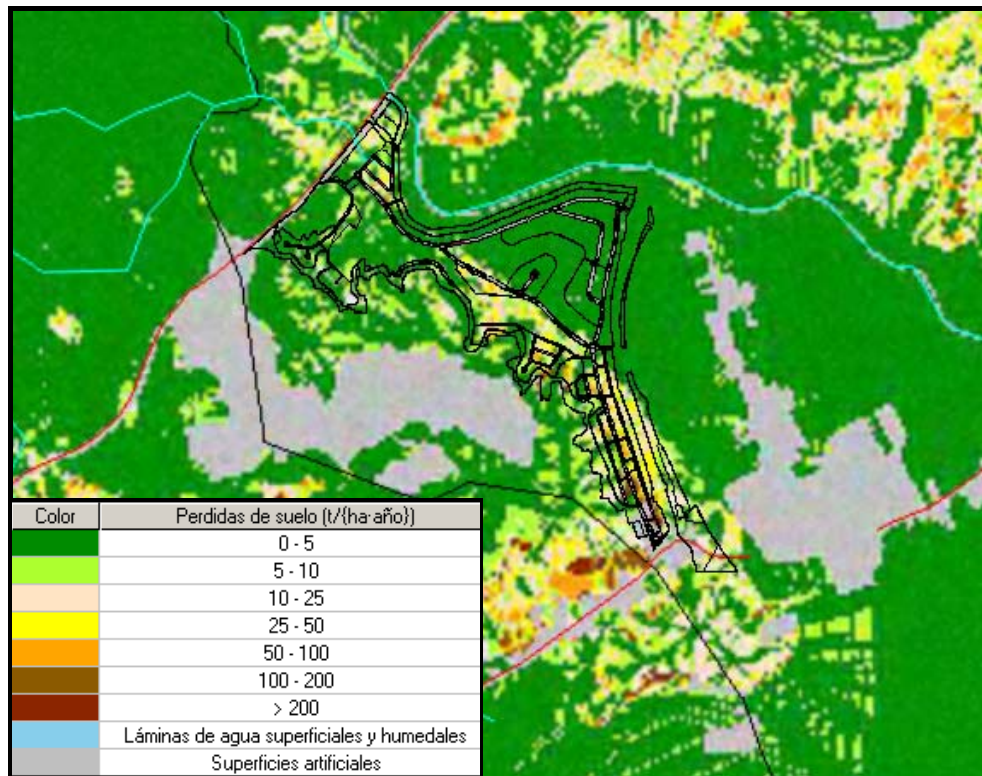 Color Perdidas de suelo (t/{ha·año})
0 - 5
5 - 10
10 - 25
25 - 50
50 - 100
100 - 200
> 200
Láminas de agua superficiales y humedales
Superficies artificiales